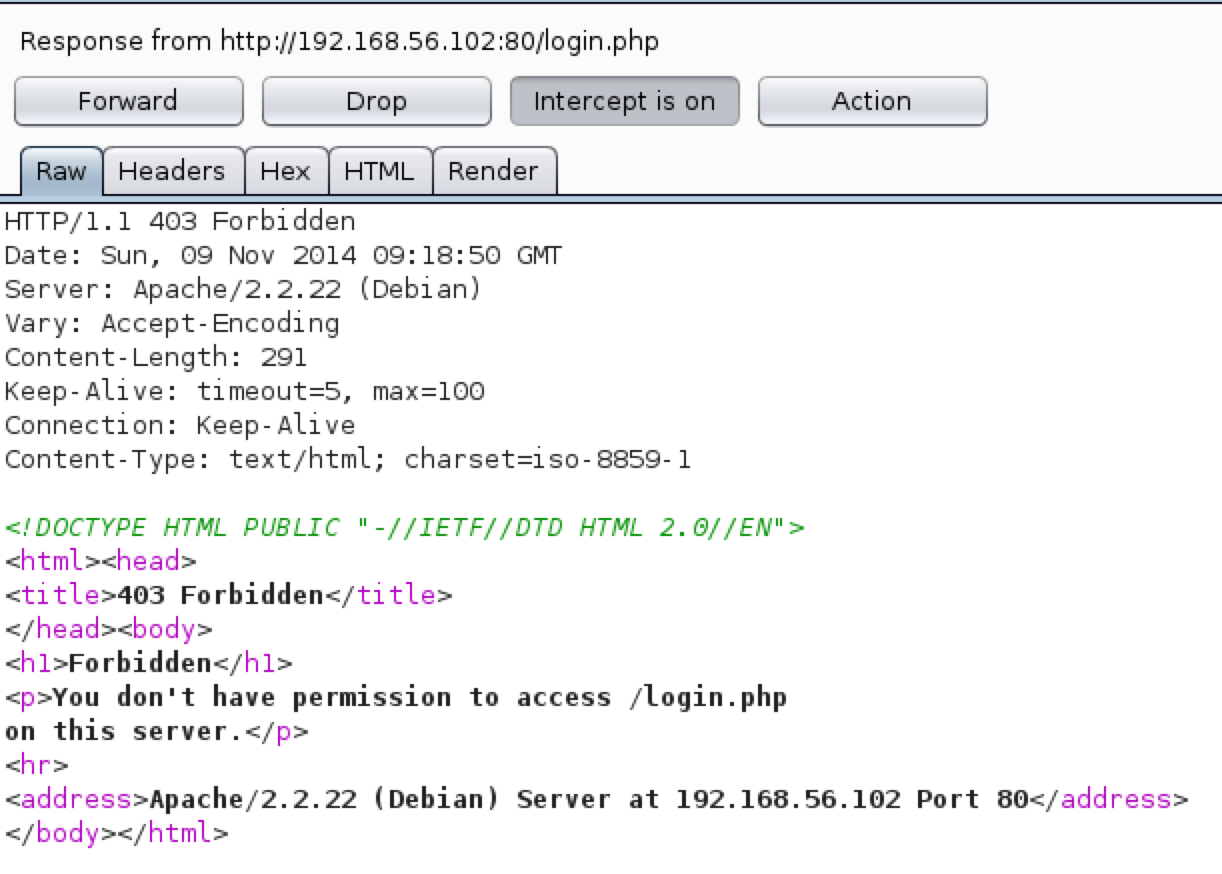 Response from http://192.168.56.102:80/login.php
Forward Drop Intercept is on Action
Raw Headers Hex HTML Render
HTTP/1.1 403 Forbidden
Date: Sun, 09 Nov 2014 09:18:50 GMT
Server: Apache/2.2.22 (Debian)
Vary: Accept-Encoding
Content-Length: 291
Keep-Alive: timeout=5, max=100
Connection: Keep-Alive
Content-Type: text/html; charset=iso-8859-1

<!DOCTYPE HTML PUBLIC "-//IETF//DTD HTML 2.0//EN">
<html><head>
<title>403 Forbidden</title>
</head><body>
<h1>Forbidden</h1>
<p>You don't have permission to access /login.php
on this server.</p>
<hr>
<address>Apache/2.2.22 (Debian) Server at 192.168.56.102 Port 80</address>
</body></html>